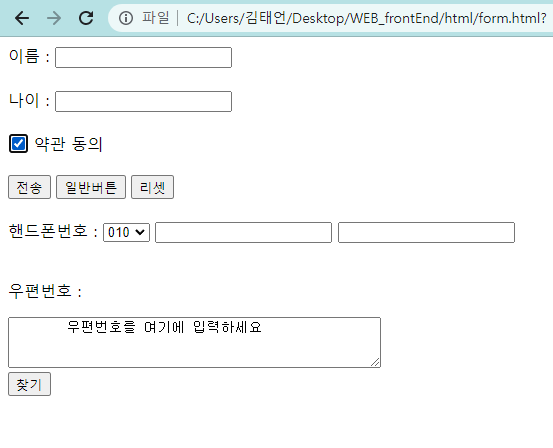 파일 C:/Users/김태언/Desktop/WEB_frontEnd/html/form.html?
이름 :
나이 :
약관 동의
전송 일반버튼 리셋
핸드폰번호 : 010
우편번호 :
우편번호를 여기에 입력하세요
찾기